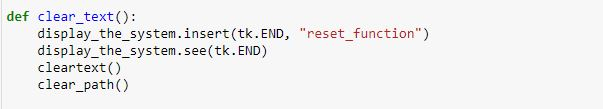 def clear_text():
    display_the_system.insert(tk.END, "reset_function")
    display_the_system.see(tk.END)
    cleartext()
    clear_path()